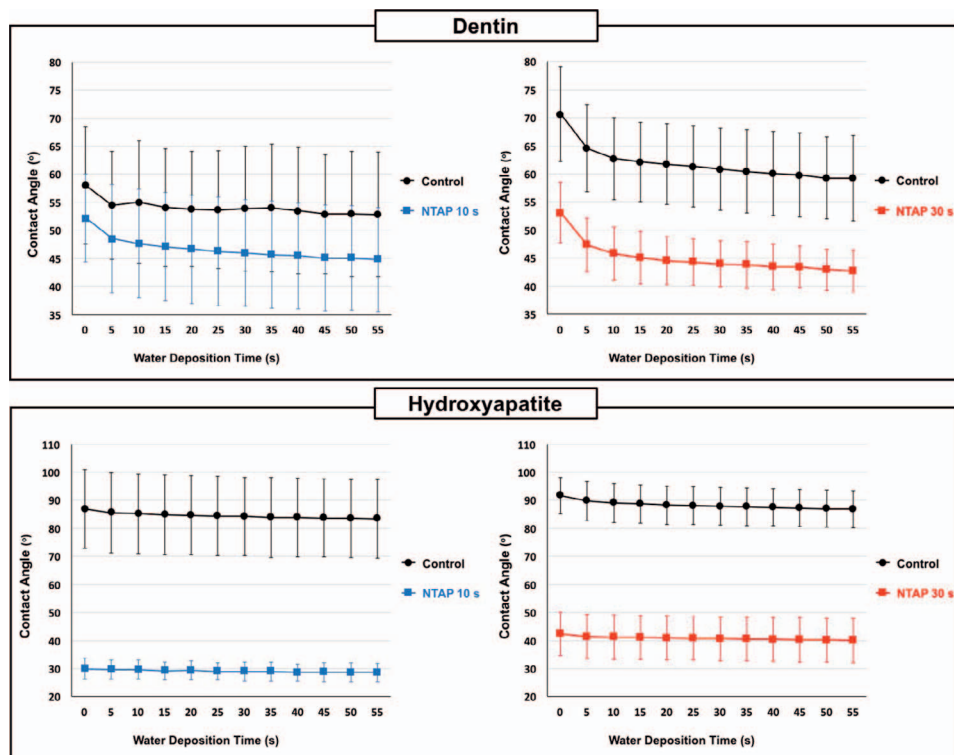 Dentin
80
75
70
65
60
55
50
45
40
35
Contact Angle (º)
0 5 10 15 20 25 30 35 40 45 50 55
Water Deposition Time (s)
Control
NTAP 10 s
80
75
70
65
60
55
50
45
40
35
Contact Angle (º)
0 5 10 15 20 25 30 35 40 45 50 55
Water Deposition Time (s)
Control
NTAP 30 s
Hydroxyapatite
110
100
90
80
70
60
50
40
30
20
Contact Angle (º)
0 5 10 15 20 25 30 35 40 45 50 55
Water Deposition Time (s)
Control
NTAP 10 s
110
100
90
80
70
60
50
40
30
20
Contact Angle (º)
0 5 10 15 20 25 30 35 40 45 50 55
Water Deposition Time (s)
Control
NTAP 30 s